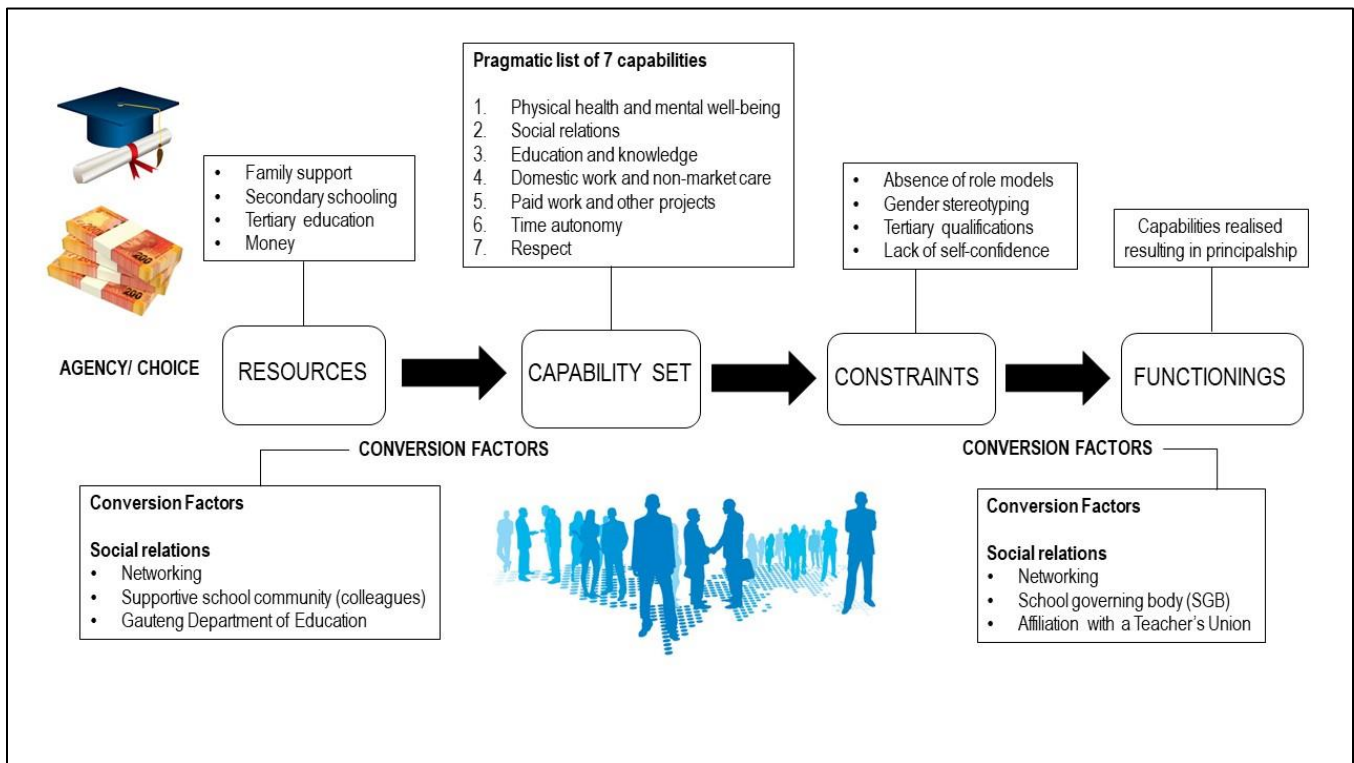 Pragmatic list of 7 capabilities
1. Physical health and mental well-being
2. Social relations
3. Education and knowledge
4. Domestic work and non-market care
5. Paid work and other projects
6. Time autonomy
7. Respect
• Family support
• Secondary schooling
• Tertiary education
• Money
• Absence of role models
• Gender stereotyping
• Tertiary qualifications
• Lack of self-confidence
Capabilities realised
resulting in principalship
200
200
AGENCY/ CHOICE
RESOURCES
CAPABILITY SET
CONSTRAINTS
FUNCTIONINGS
CONVERSION FACTORS
CONVERSION FACTORS
Conversion Factors
Social relations
• Networking
• Supportive school community (colleagues)
• Gauteng Department of Education
Conversion Factors
Social relations
• Networking
• School governing body (SGB)
• Affiliation with a Teacher's Union